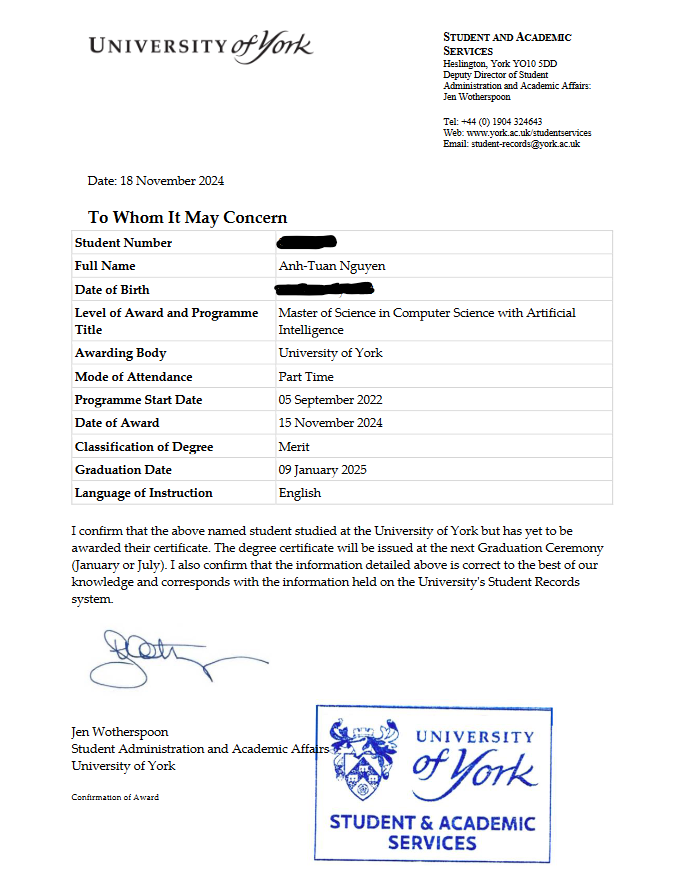 UNIVERSITY of York
STUDENT AND ACADEMIC
SERVICES
Heslington, York YO10 5DD
Deputy Director of Student
Administration and Academic Affairs:
Jen Wotherspoon
Tel: +44 (0) 1904 324643
Web: www.york.ac.uk/studentservices
Email: student-records@york.ac.uk
Date: 18 November 2024
To Whom It May Concern
Student Number
Full Name Anh-Tuan Nguyen
Date of Birth
Level of Award and Programme Master of Science in Computer Science with Artificial
Title Intelligence
Awarding Body University of York
Mode of Attendance Part Time
Programme Start Date 05 September 2022
Date of Award 15 November 2024
Classification of Degree Merit
Graduation Date 09 January 2025
Language of Instruction English
I confirm that the above named student studied at the University of York but has yet to be
awarded their certificate. The degree certificate will be issued at the next Graduation Ceremony
(January or July). I also confirm that the information detailed above is correct to the best of our
knowledge and corresponds with the information held on the University's Student Records
system.
Jen Wotherspoon
Student Administration and Academic Affairs
University of York
Confirmation of Award
UNIVERSITY
of York
STUDENT & ACADEMIC
SERVICES